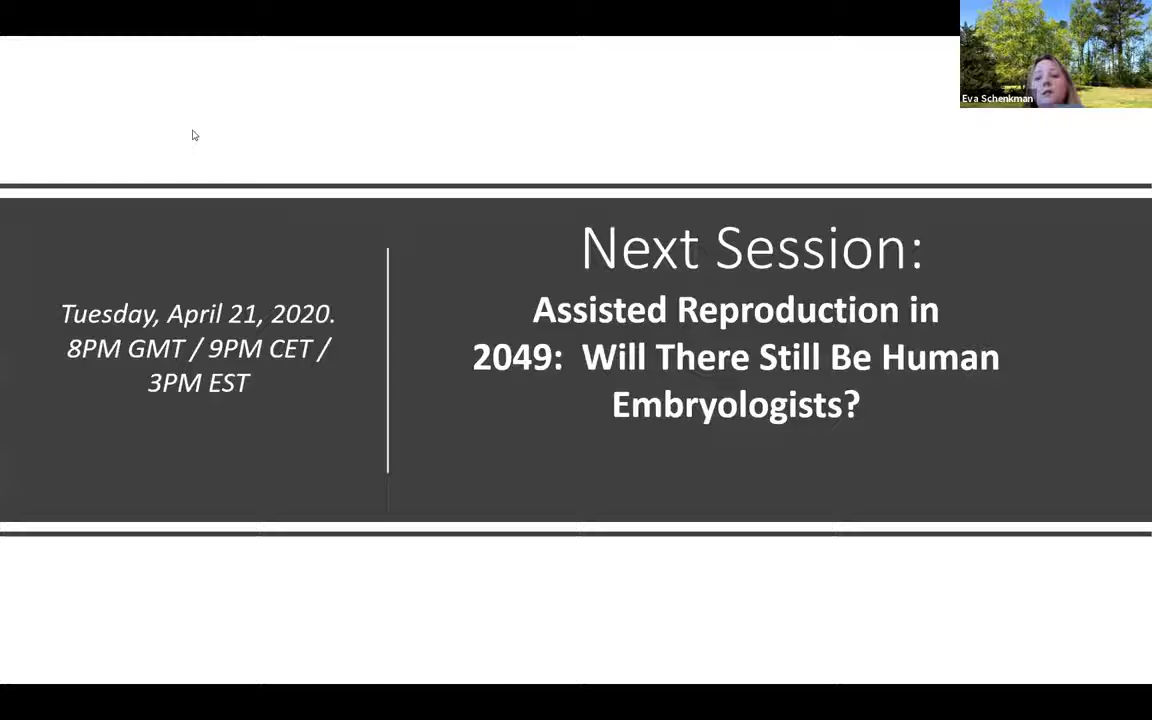 Eva Schenkman
Next Session:
Tuesday, April 21, 2020.
8PM GMT / 9PM CET /
3PM EST
Assisted Reproduction in
2049: Will There Still Be Human
Embryologists?